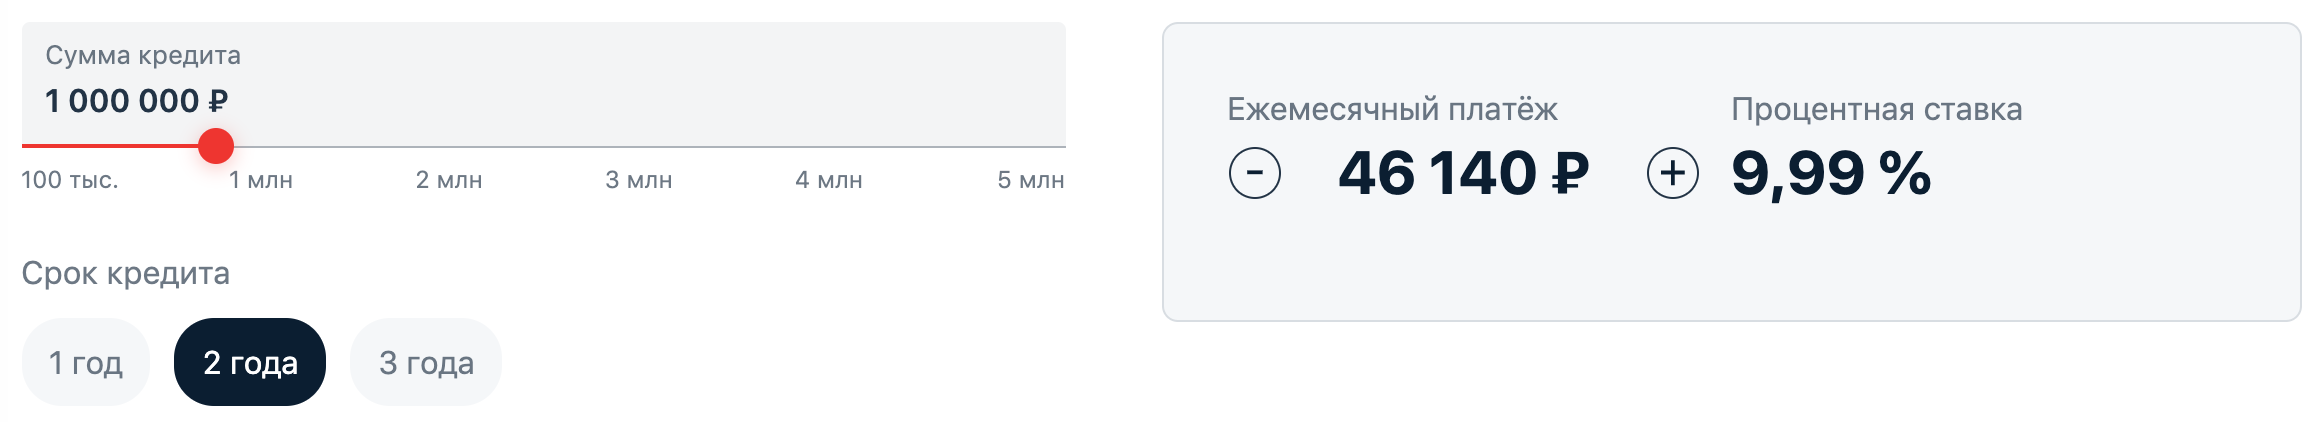 Сумма кредита
1 000 000 ₽
100 тыс. 1 млн 2 млн 3 млн 4 млн 5 млн
Срок кредита
1 год 2 года 3 года
Ежемесячный платёж
- 46 140 ₽ +
Процентная ставка
9,99 %